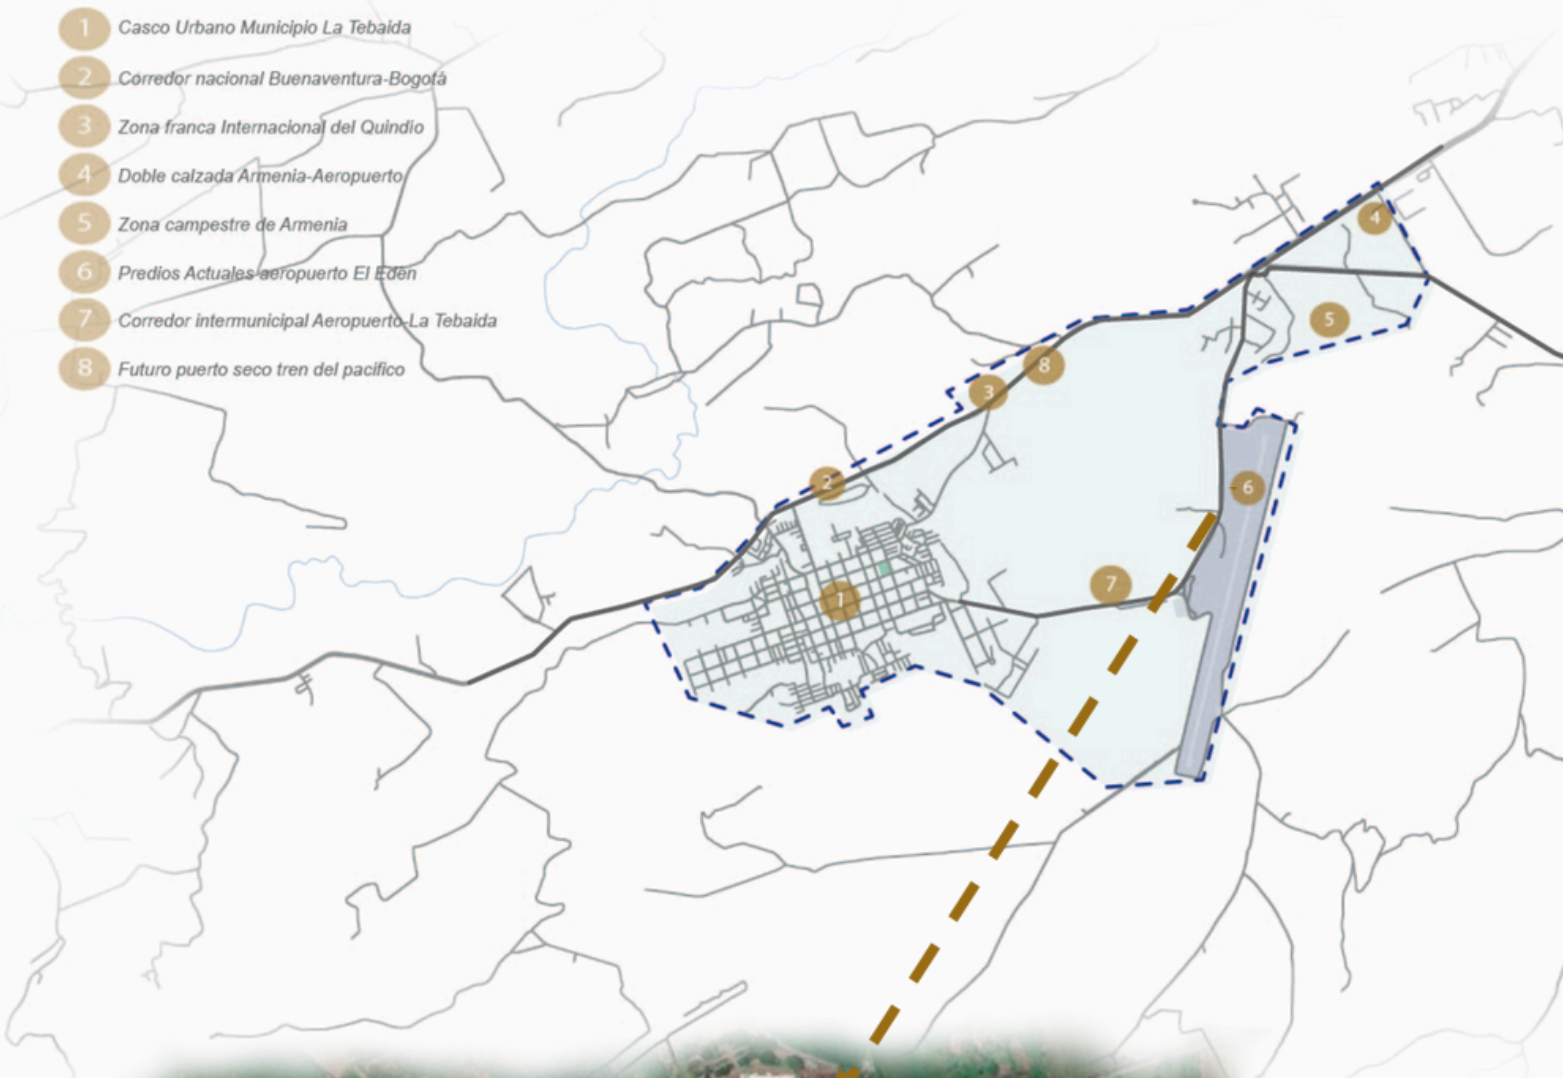 1 Casco Urbano Municipio La Tebaida
2 Corredor nacional Buenaventura-Bogotá
3 Zona franca Internacional del Quindio
4 Doble calzada Armenia-Aeropuerto
5 Zona campestre de Armenia
6 Predios Actuales aeropuerto El Edén
7 Corredor intermunicipal Aeropuerto-La Tebaida
8 Futuro puerto seco tren del pacifico
4
5
8
3
2
6
7
1